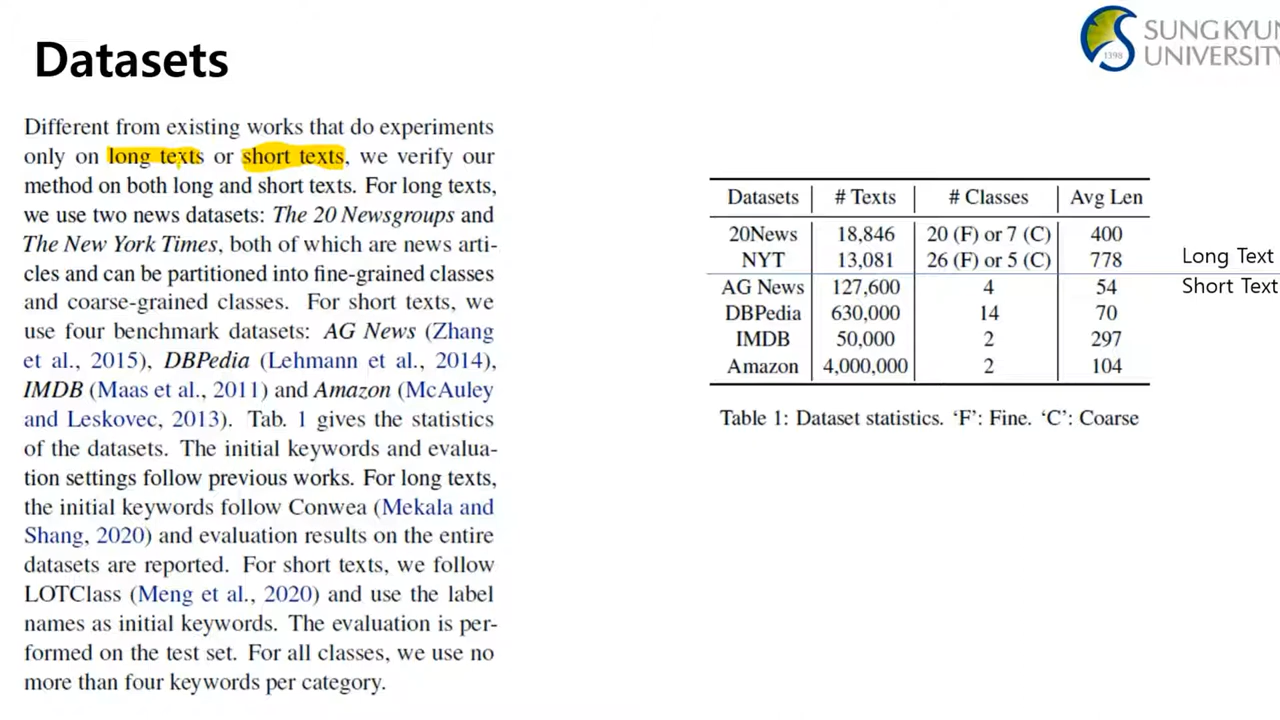 Datasets
SUNG KYUN
UNIVERSITY
1398
Different from existing works that do experiments
only on long texts or short texts, we verify our
method on both long and short texts. For long texts,
we use two news datasets: The 20 Newsgroups and
The New York Times, both of which are news arti-
cles and can be partitioned into fine-grained classes
and coarse-grained classes. For short texts, we
use four benchmark datasets: AG News (Zhang
et al., 2015), DBPedia (Lehmann et al., 2014),
IMDB (Maas et al., 2011) and Amazon (McAuley
and Leskovec, 2013). Tab. 1 gives the statistics
of the datasets. The initial keywords and evalua-
tion settings follow previous works. For long texts,
the initial keywords follow Conwea (Mekala and
Shang, 2020) and evaluation results on the entire
datasets are reported. For short texts, we follow
LOTClass (Meng et al., 2020) and use the label
names as initial keywords. The evaluation is per-
formed on the test set. For all classes, we use no
more than four keywords per category.
Datasets # Texts # Classes Avg Len
20News 18,846 20 (F) or 7 (C) 400
NYT 13,081 26 (F) or 5 (C) 778
Long Text
AG News 127,600 4 54
Short Text
DBPedia 630,000 14 70
IMDB 50,000 2 297
Amazon 4,000,000 2 104
Table 1: Dataset statistics. ‘F’: Fine. ‘C’: Coarse